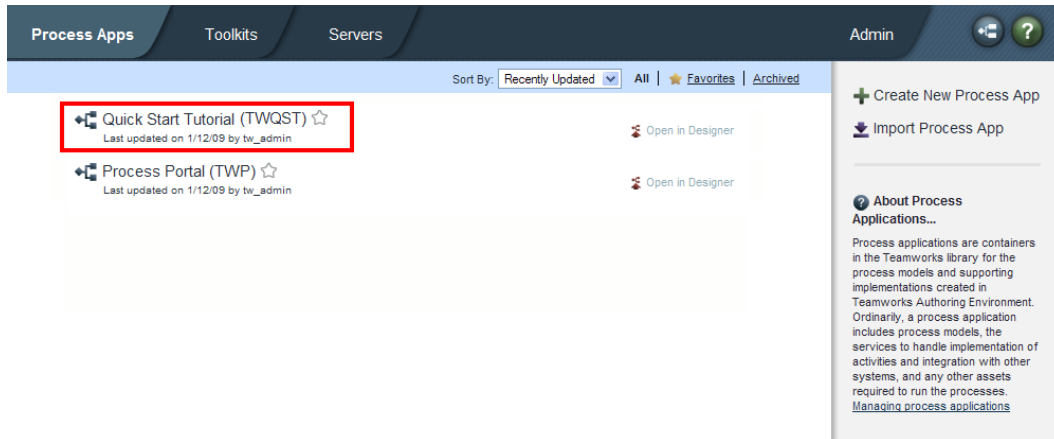 Process Apps Toolkits Servers Admin ?
Sort By: Recently Updated All | Favorites | Archived
Quick Start Tutorial (TWQST)
Last updated on 1/12/09 by tw_admin
Open in Designer
Process Portal (TWP)
Last updated on 1/12/09 by tw_admin
Open in Designer
Create New Process App
Import Process App
? About Process
Applications...
Process applications are containers
in the Teamworks library for the
process models and supporting
implementations created in
Teamworks Authoring Environment.
Ordinarily, a process application
includes process models, the
services to handle implementation of
activities and integration with other
systems, and any other assets
required to run the processes.
Managing process applications